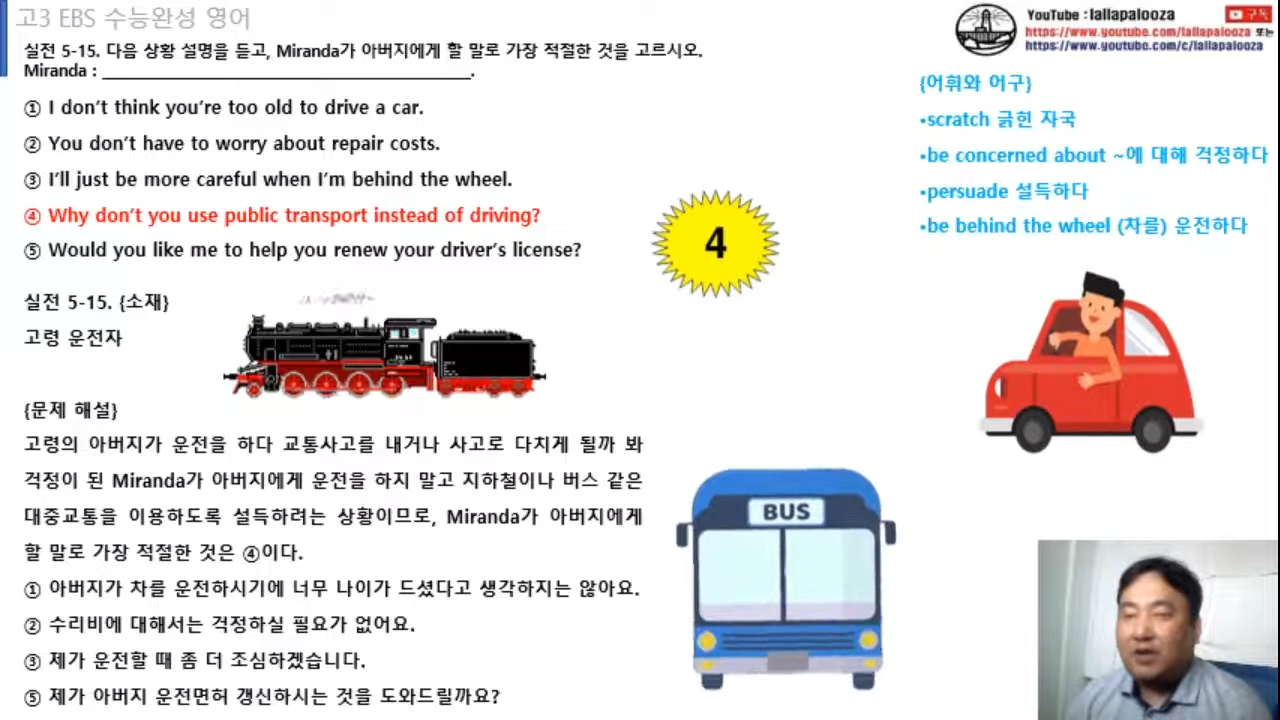 고3 EBS 수능완성 영어
YouTube : lallapalooza 구독
https://www.youtube.com/lallapalooza 또는
https://www.youtube.com/c/lallapalooza
실전 5-15. 다음 상황 설명을 듣고, Miranda가 아버지에게 할 말로 가장 적절한 것을 고르시오.
Miranda : ________________________________________.
① I don't think you're too old to drive a car.
② You don't have to worry about repair costs.
③ I'll just be more careful when I'm behind the wheel.
④ Why don't you use public transport instead of driving?
⑤ Would you like me to help you renew your driver's license?
4
{어휘와 어구}
•scratch 긁힌 자국
•be concerned about ~에 대해 걱정하다
•persuade 설득하다
•be behind the wheel (차를) 운전하다
실전 5-15. {소재}
고령 운전자
{문제 해설}
고령의 아버지가 운전을 하다 교통사고를 내거나 사고로 다치게 될까 봐
걱정이 된 Miranda가 아버지에게 운전을 하지 말고 지하철이나 버스 같은
대중교통을 이용하도록 설득하려는 상황이므로, Miranda가 아버지에게
할 말로 가장 적절한 것은 ④이다.
① 아버지가 차를 운전하시기에 너무 나이가 드셨다고 생각하지는 않아요.
② 수리비에 대해서는 걱정하실 필요가 없어요.
③ 제가 운전할 때 좀 더 조심하겠습니다.
⑤ 제가 아버지 운전면허 갱신하시는 것을 도와드릴까요?
BUS